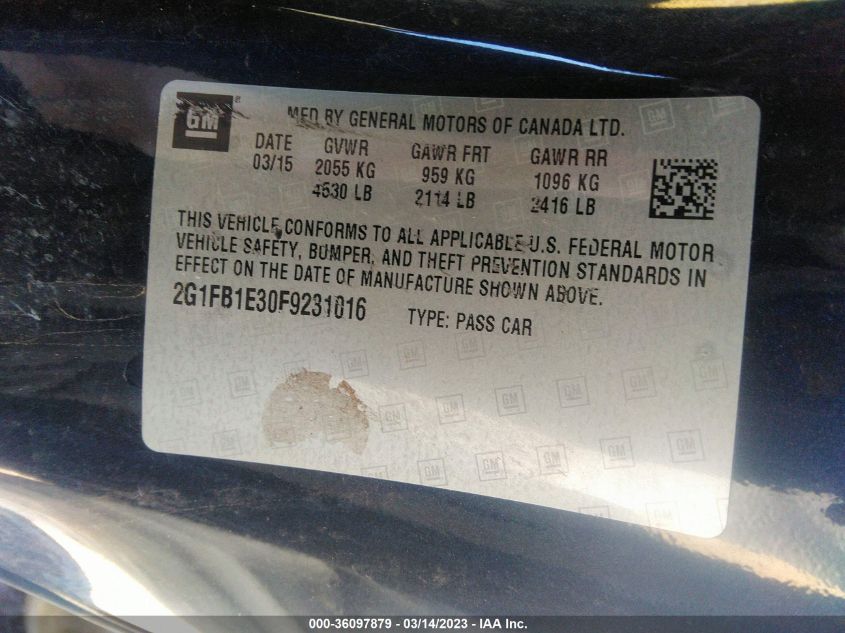 GM
MFD BY GENERAL MOTORS OF CANADA LTD.
DATE GVWR GAWR FRT GAWR RR
03/15 2055 KG 959 KG 1096 KG
4530 LB 2114 LB 2416 LB
THIS VEHICLE CONFORMS TO ALL APPLICABLE U.S. FEDERAL MOTOR
VEHICLE SAFETY, BUMPER, AND THEFT PREVENTION STANDARDS IN
EFFECT ON THE DATE OF MANUFACTURE SHOWN ABOVE.
2G1FB1E30F9231016 TYPE: PASS CAR
000-36097879 / 03/14/2023 - IAA Inc.